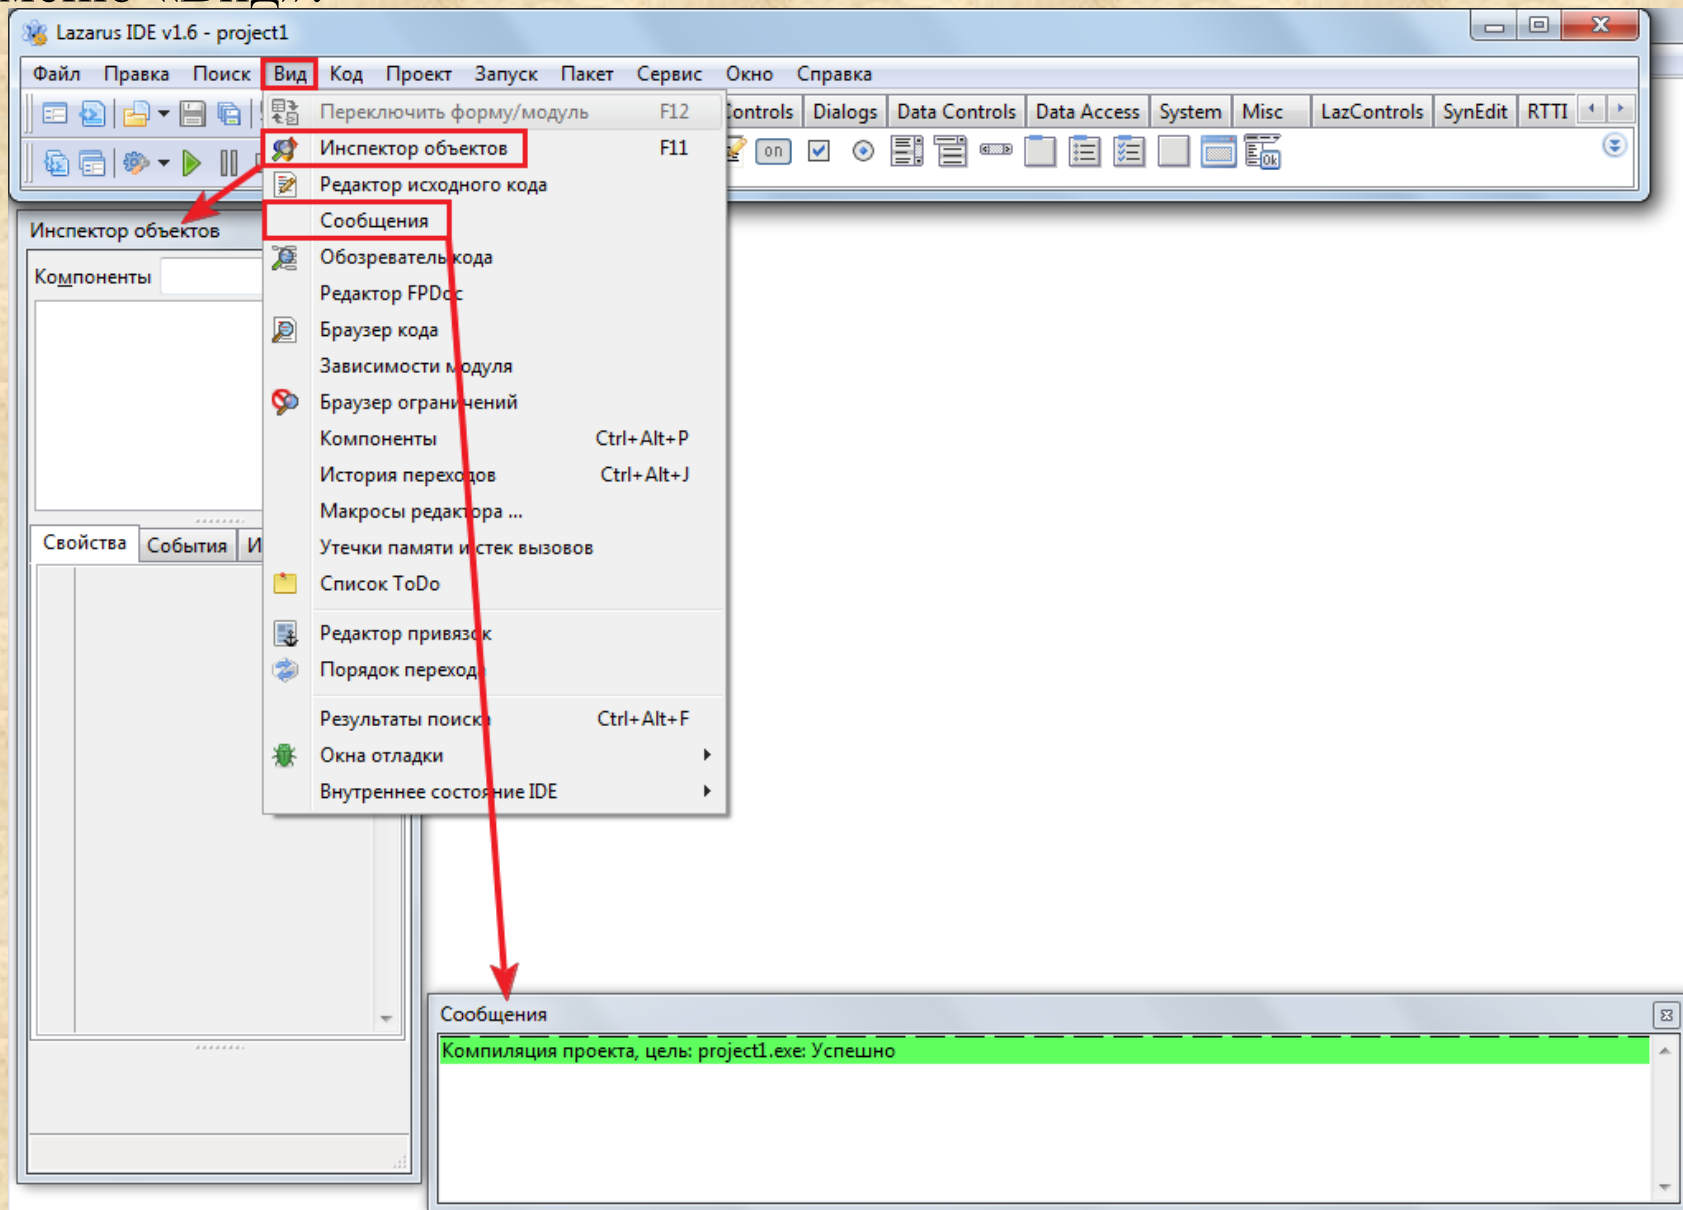 меню «Вид».
Lazarus IDE v1.6 - project1
Файл Правка Поиск Вид Код Проект Запуск Пакет Сервис Окно Справка
Controls Dialogs Data Controls Data Access System Misc LazControls SynEdit RTTI
on
Ok
Переключить форму/модуль F12
Инспектор объектов F11
Редактор исходного кода
Сообщения
Обозреватель кода
Редактор FPDoc
Браузер кода
Зависимости модуля
Браузер ограничений
Компоненты Ctrl+Alt+P
История переходов Ctrl+Alt+J
Макросы редактора ...
Утечки памяти и стек вызовов
Список ToDo
Редактор привязок
Порядок перехода
Результаты поиска Ctrl+Alt+F
Окна отладки
Внутреннее состояние IDE
Инспектор объектов
Компоненты
Свойства События И
Сообщения
Компиляция проекта, цель: project1.exe: Успешно